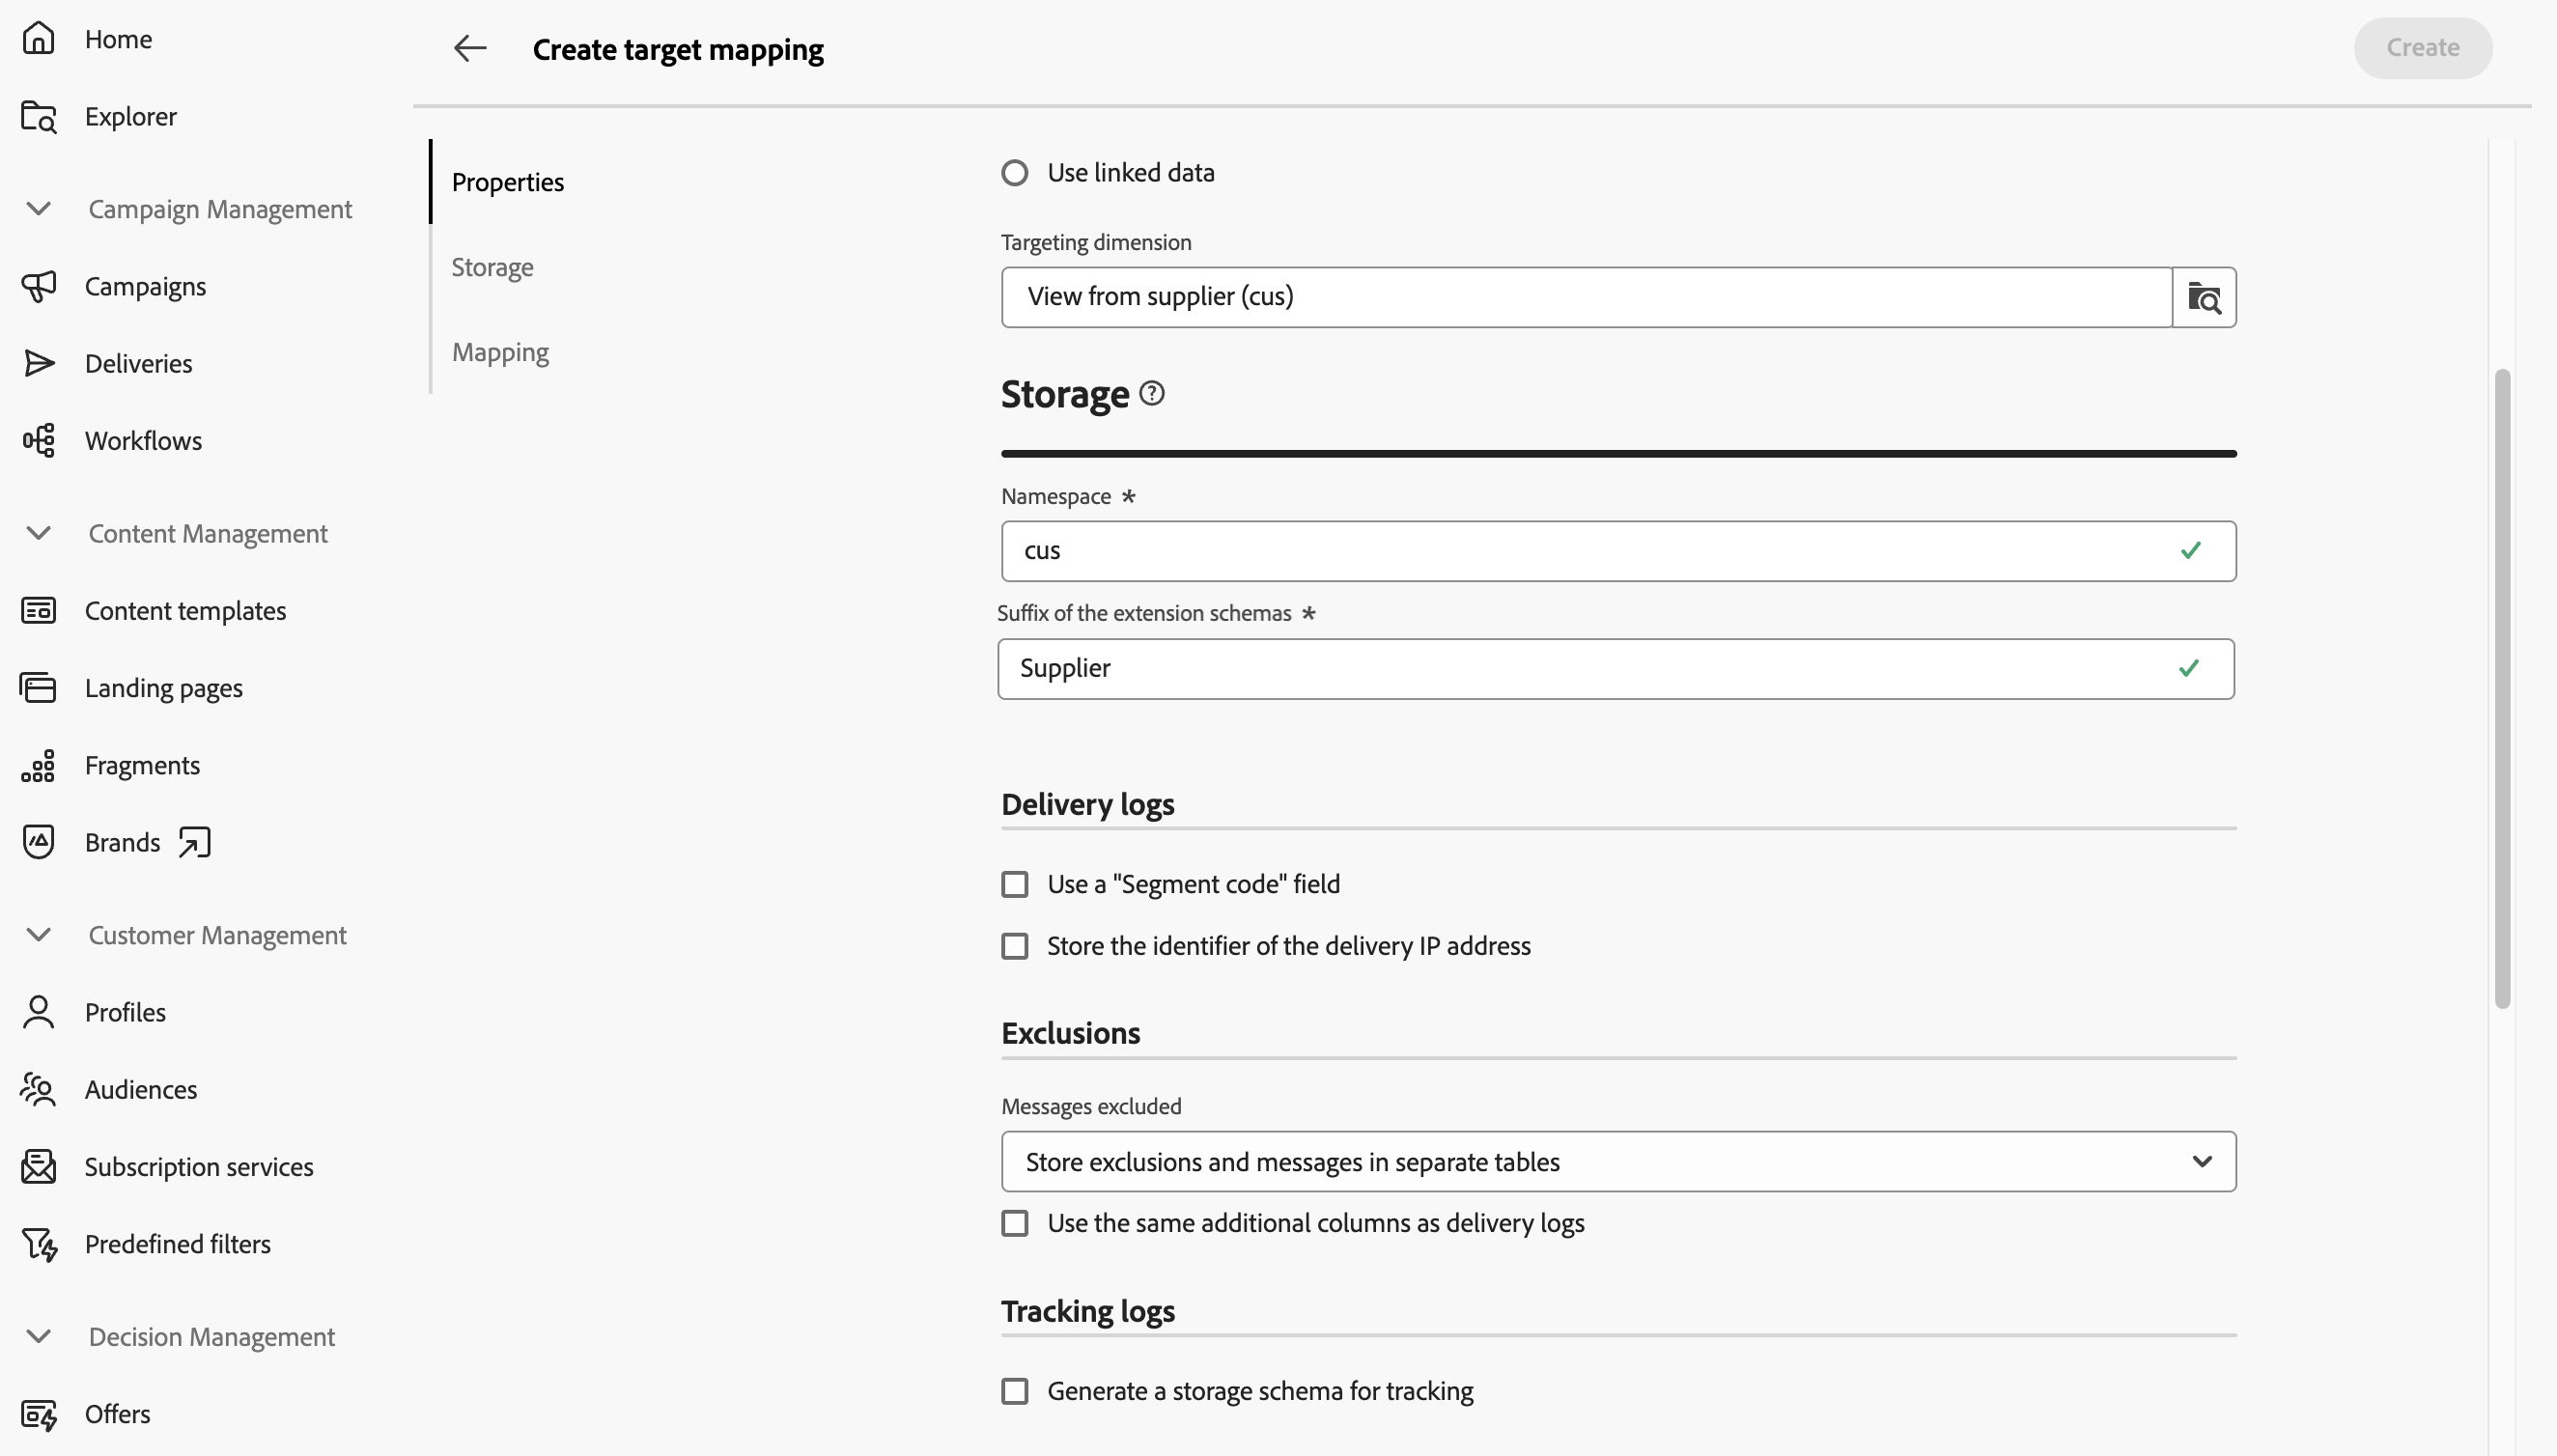 Home
Explorer
Campaign Management
Campaigns
Deliveries
Workflows
Content Management
Content templates
Landing pages
Fragments
Brands
Customer Management
Profiles
Audiences
Subscription services
Predefined filters
Decision Management
Offers
Create target mapping
Create
Properties
Storage
Mapping
Use linked data
Targeting dimension
View from supplier (cus)
Storage
Namespace *
cus
Suffix of the extension schemas *
Supplier
Delivery logs
Use a "Segment code" field
Store the identifier of the delivery IP address
Exclusions
Messages excluded
Store exclusions and messages in separate tables
Use the same additional columns as delivery logs
Tracking logs
Generate a storage schema for tracking